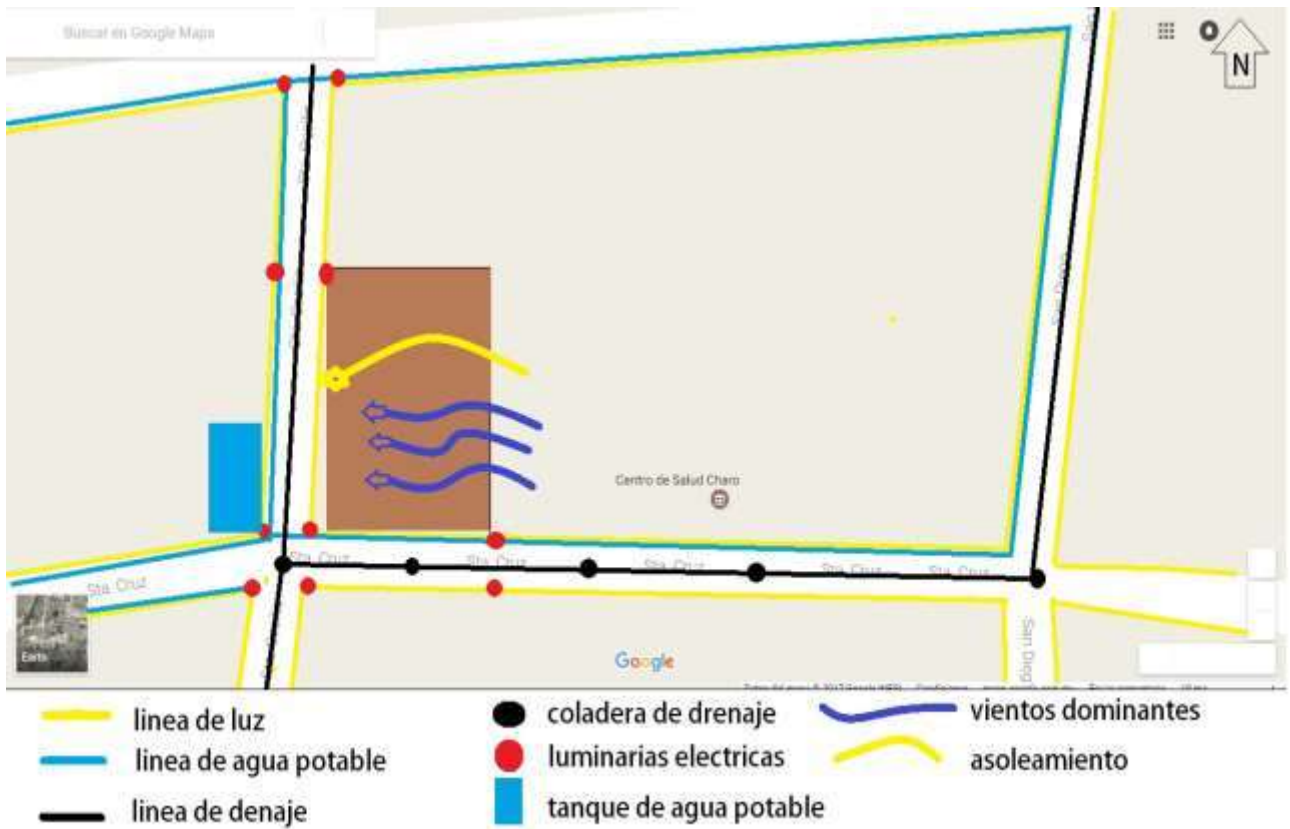 Buscar en Google Maps
N
Centro de Salud Charo
Sta. Cruz
Sta. Cruz
Sta. Cruz
Sta. Cruz
Sta. Cruz
Sta. Cruz
San Diego
Earth
Google
linea de luz
linea de agua potable
linea de denaje
coladera de drenaje
luminarias electricas
tanque de agua potable
vientos dominantes
asoleamiento